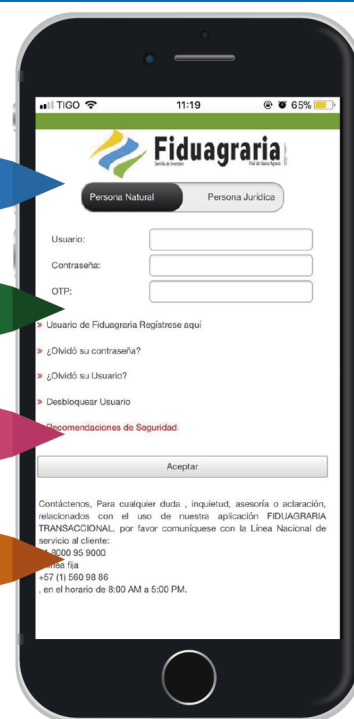 TIGO 11:19 65%
Fiduagraria
Persona Natural Persona Jurídica
Usuario:
Contraseña:
OTP:
» Usuario de Fiduagraria Regístrese aquí
» ¿Olvidó su contraseña?
» ¿Olvidó su Usuario?
» Desbloquear Usuario
Recomendaciones de Seguridad
Aceptar
Contáctenos, Para cualquier duda , inquietud, asesoría o aclaración,
relacionados con el uso de nuestra aplicación FIDUAGRARIA
TRANSACCIONAL, por favor comuníquese con la Línea Nacional de
servicio al cliente:
8000 95 9000
fija
+57 (1) 560 98 86
, en el horario de 8:00 AM a 5:00 PM.